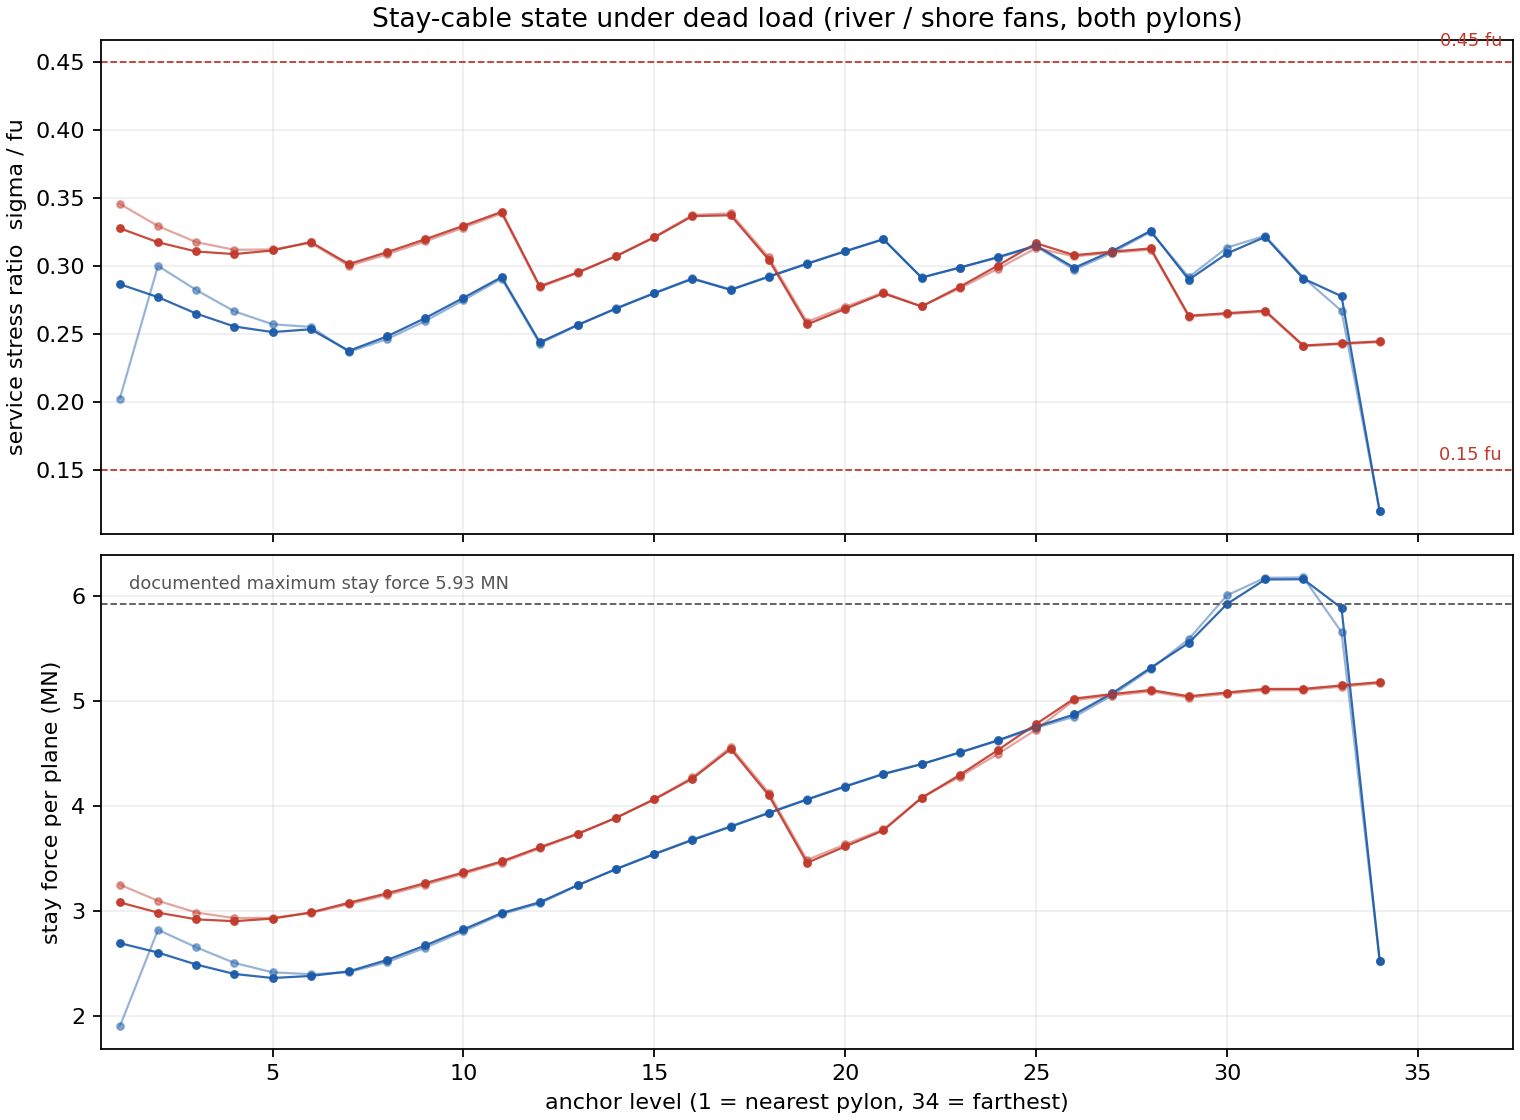 Stay-cable state under dead load (river / shore fans, both pylons)
service stress ratio  sigma / fu
0.45
0.40
0.35
0.30
0.25
0.20
0.15
0.45 fu
0.15 fu
stay force per plane (MN)
6
5
4
3
2
documented maximum stay force 5.93 MN
5
10
15
20
25
30
35
anchor level (1 = nearest pylon, 34 = farthest)